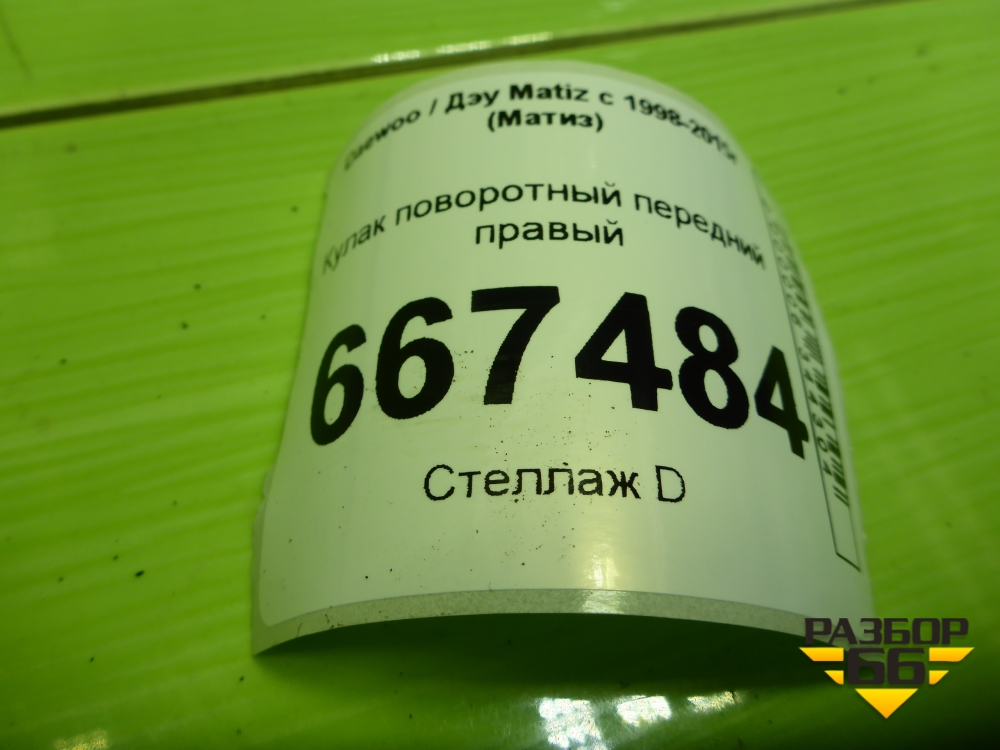 Daewoo / Дэу Matiz с 1998-2015г
(Матиз)
Кулак поворотный передний
правый
667484
Стеллаж D
РАЗБОР
66